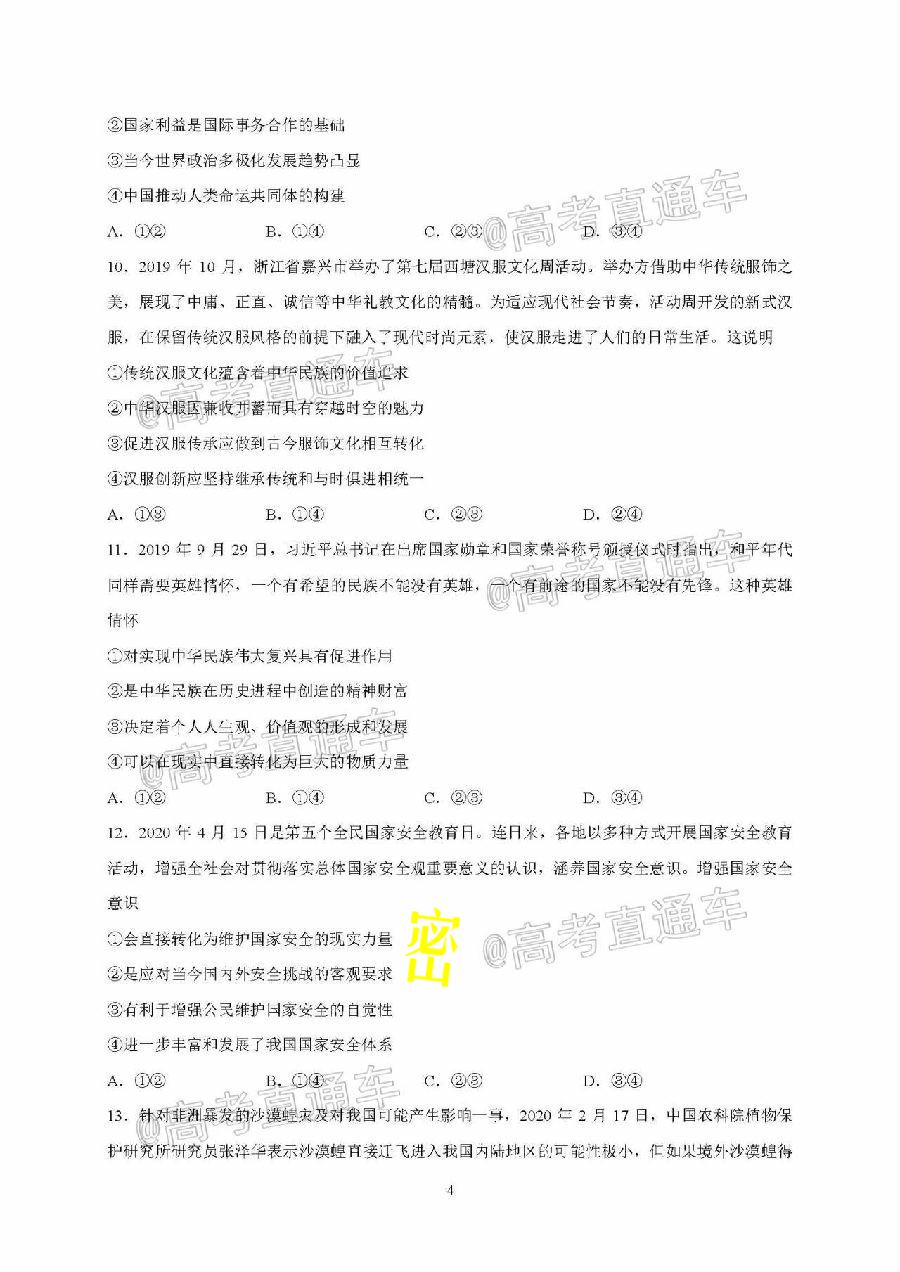 ②国家利益是国际事务合作的基础
③当今世界政治多极化发展趋势凸显
④中国推动人类命运共同体的构建
@高考直通车
A．①② B．①④ C．②③ D．③④
10．2019 年 10 月，浙江省嘉兴市举办了第七届西塘汉服文化周活动。举办方借助中华传统服饰之
美，展现了中庸、正直、诚信等中华礼教文化的精髓。为适应现代社会节奏，活动周开发的新式汉
服，在保留传统汉服风格的前提下融入了现代时尚元素，使汉服走进了人们的日常生活。这说明
①传统汉服文化蕴含着中华民族的价值追求
@高考直通车
②中华汉服因兼收并蓄而具有穿越时空的魅力
③促进汉服传承应做到古今服饰文化相互转化
④汉服创新应坚持继承传统和与时俱进相统一
A．①③ B．①④ C．②③ D．②④
11．2019 年 9 月 29 日，习近平总书记在出席国家勋章和国家荣誉称号颁授仪式时指出，和平年代
同样需要英雄情怀，一个有希望的民族不能没有英雄，一个有前途的国家不能没有先锋。这种英雄
@高考直通车
情怀
①对实现中华民族伟大复兴具有促进作用
②是中华民族在历史进程中创造的精神财富
③决定着个人人生观、价值观的形成和发展
@高考直通车
④可以在现实中直接转化为巨大的物质力量
A．①② B．①④ C．②③ D．③④
12．2020 年 4 月 15 日是第五个全民国家安全教育日。连日来，各地以多种方式开展国家安全教育
活动，增强全社会对贯彻落实总体国家安全观重要意义的认识，涵养国家安全意识。增强国家安全
意识
①会直接转化为维护国家安全的现实力量
密
@高考直通车
②是应对当今国内外安全挑战的客观要求
③有利于增强公民维护国家安全的自觉性
④进一步丰富和发展了我国国家安全体系
A．①② B．①④ C．②③ D．③④
@高考直通车
13．针对非洲暴发的沙漠蝗灾及对我国可能产生影响一事，2020 年 2 月 17 日，中国农科院植物保
护研究所研究员张泽华表示沙漠蝗直接迁飞进入我国内陆地区的可能性极小，但如果境外沙漠蝗得
4